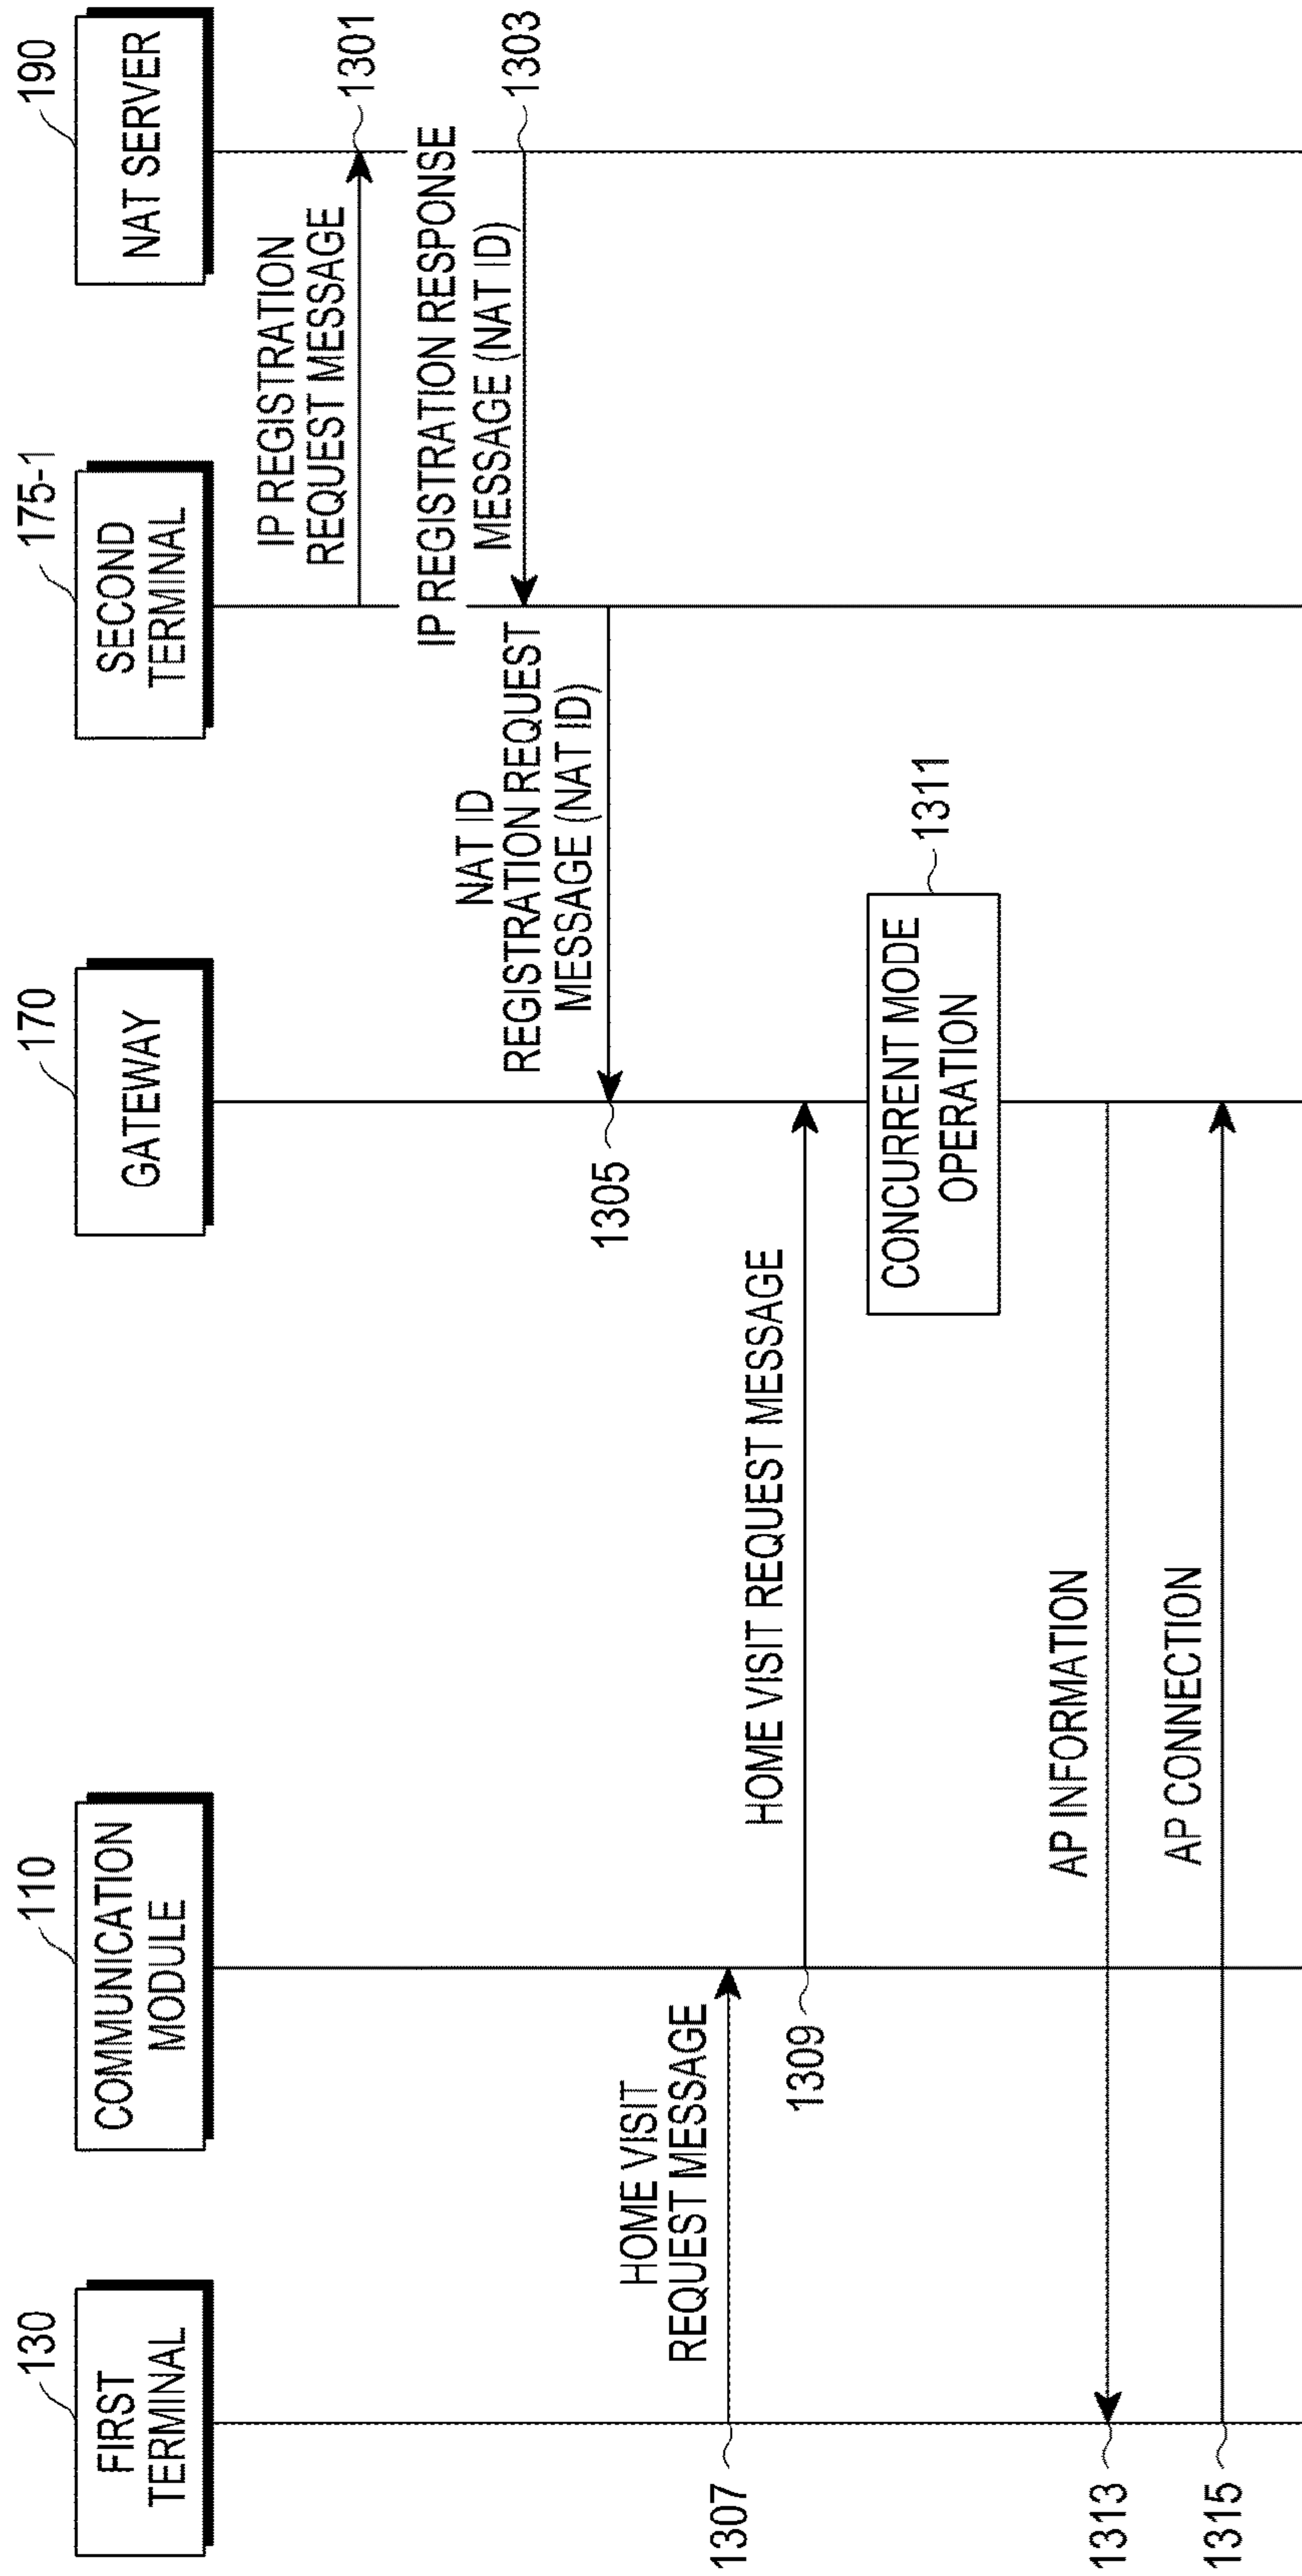 130
FIRST
TERMINAL
110
COMMUNICATION
MODULE
170
GATEWAY
175-1
SECOND
TERMINAL
190
NAT SERVER
IP REGISTRATION
REQUEST MESSAGE
1301
IP REGISTRATION RESPONSE
MESSAGE (NAT ID)
1303
NAT ID
REGISTRATION REQUEST
MESSAGE (NAT ID)
1305
HOME VISIT
REQUEST MESSAGE
1307
HOME VISIT REQUEST MESSAGE
1309
CONCURRENT MODE
OPERATION
1311
AP INFORMATION
1313
AP CONNECTION
1315